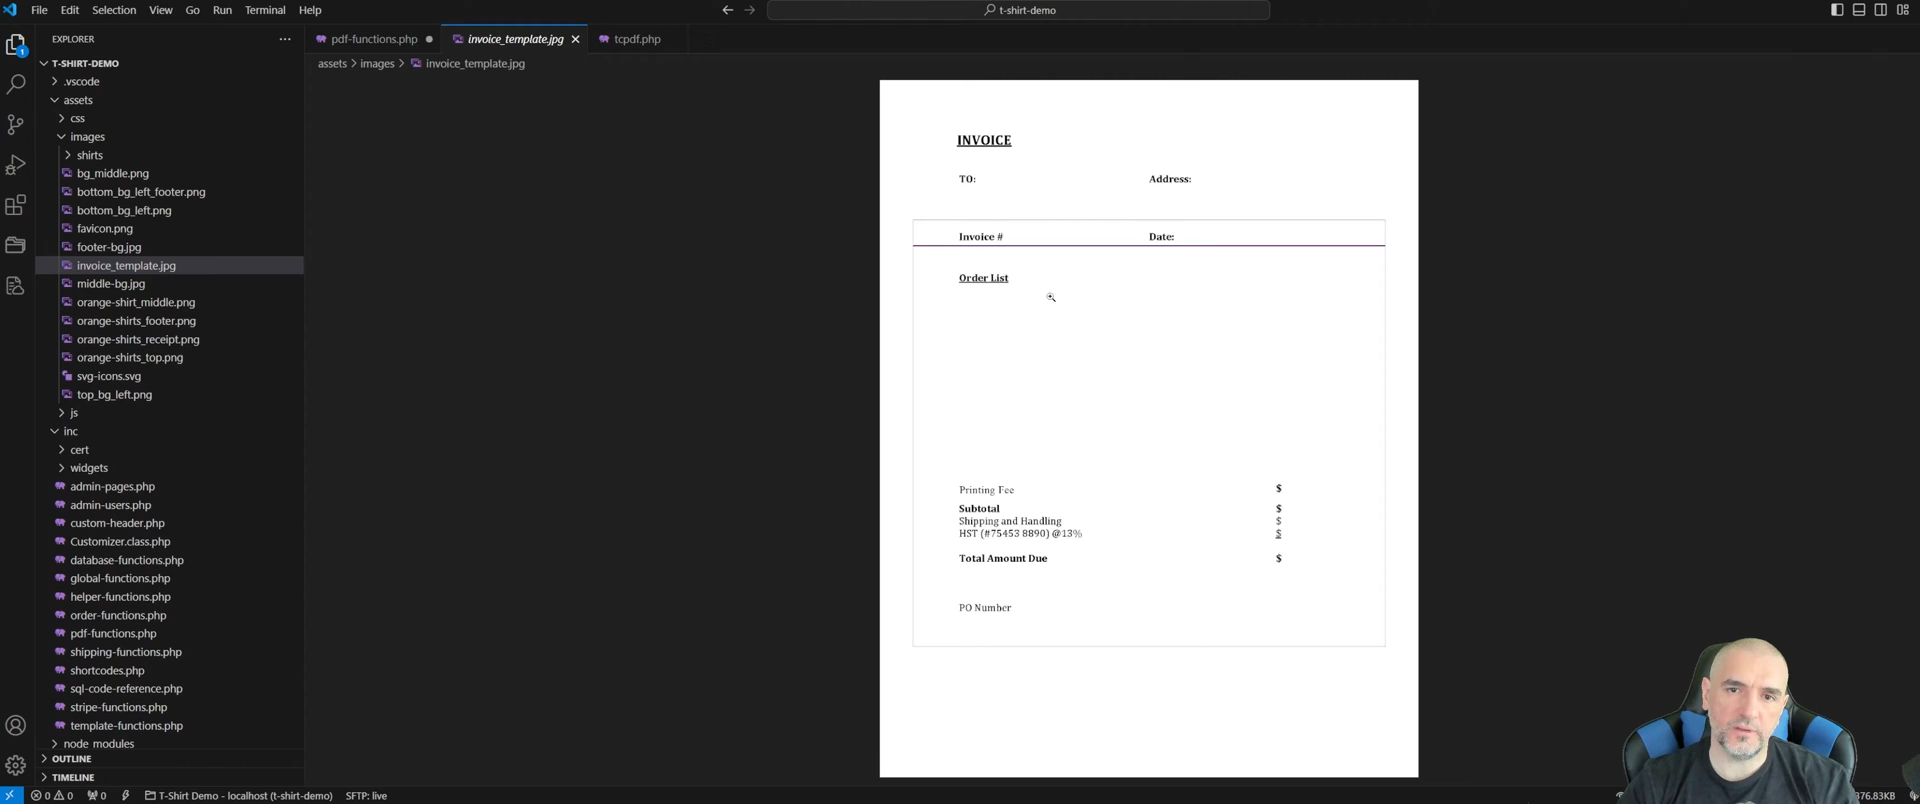 File Edit Selection View Go Run Terminal Help
t-shirt-demo
EXPLORER
T-SHIRT-DEMO
.vscode
assets
css
images
shirts
bg_middle.png
bottom_bg_left_footer.png
bottom_bg_left.png
favicon.png
footer-bg.jpg
invoice_template.jpg
middle-bg.jpg
orange-shirt_middle.png
orange-shirts_footer.png
orange-shirts_receipt.png
orange-shirts_top.png
svg-icons.svg
top_bg_left.png
js
inc
cert
widgets
admin-pages.php
admin-users.php
custom-header.php
Customizer.class.php
database-functions.php
global-functions.php
helper-functions.php
order-functions.php
pdf-functions.php
shipping-functions.php
shortcodes.php
sql-code-reference.php
stripe-functions.php
template-functions.php
node_modules
OUTLINE
TIMELINE
pdf-functions.php invoice_template.jpg tcpdf.php
assets > images > invoice_template.jpg
INVOICE
TO: Address:
Invoice # Date:
Order List
Printing Fee $
Subtotal $
Shipping and Handling $
HST (#75453 8890) @13% $
Total Amount Due $
PO Number
1
0 0 0 T-Shirt Demo - localhost (t-shirt-demo) SFTP: live
376.83KB